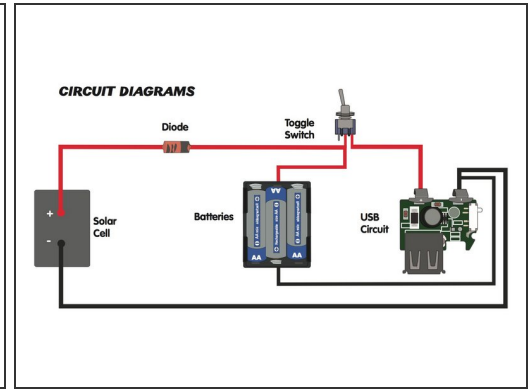 CIRCUIT DIAGRAMS
Diode
Toggle
Switch
+
-
Solar
Cell
Batteries
AA
AA
AA
USB
Circuit